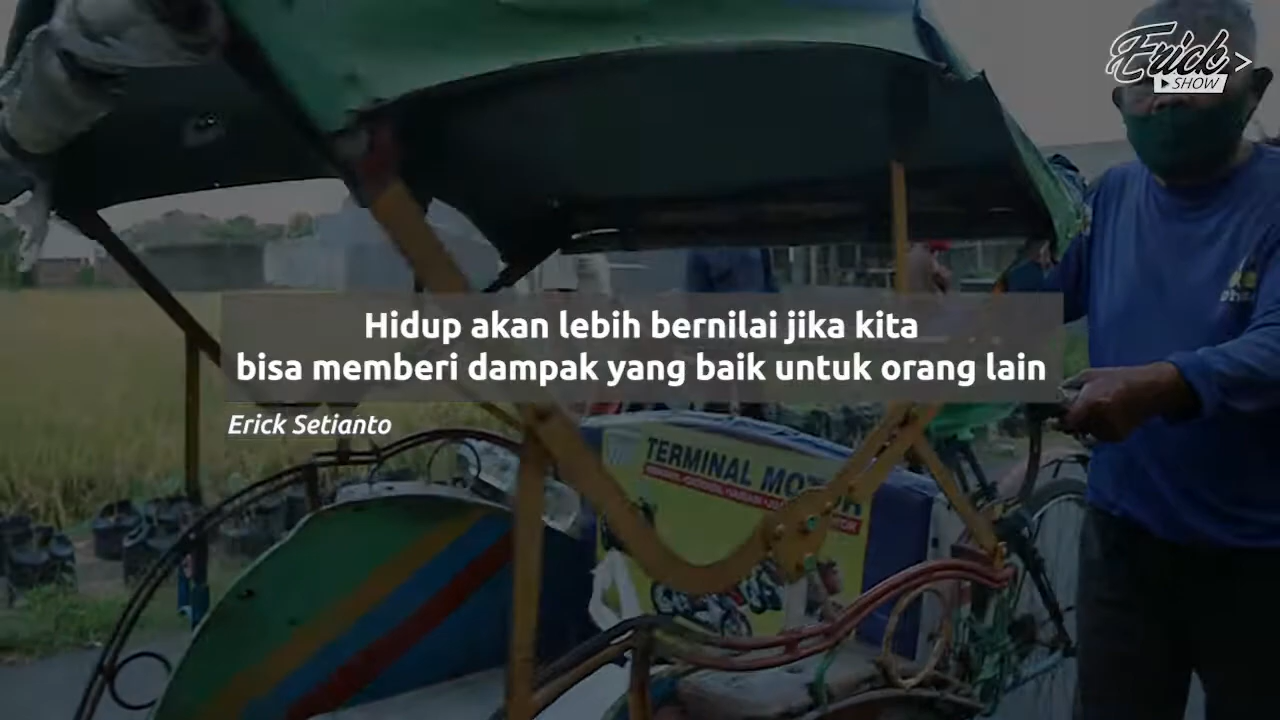 Erick
SHOW
Hidup akan lebih bernilai jika kita
bisa memberi dampak yang baik untuk orang lain
Erick Setianto
TERMINAL MOTOR